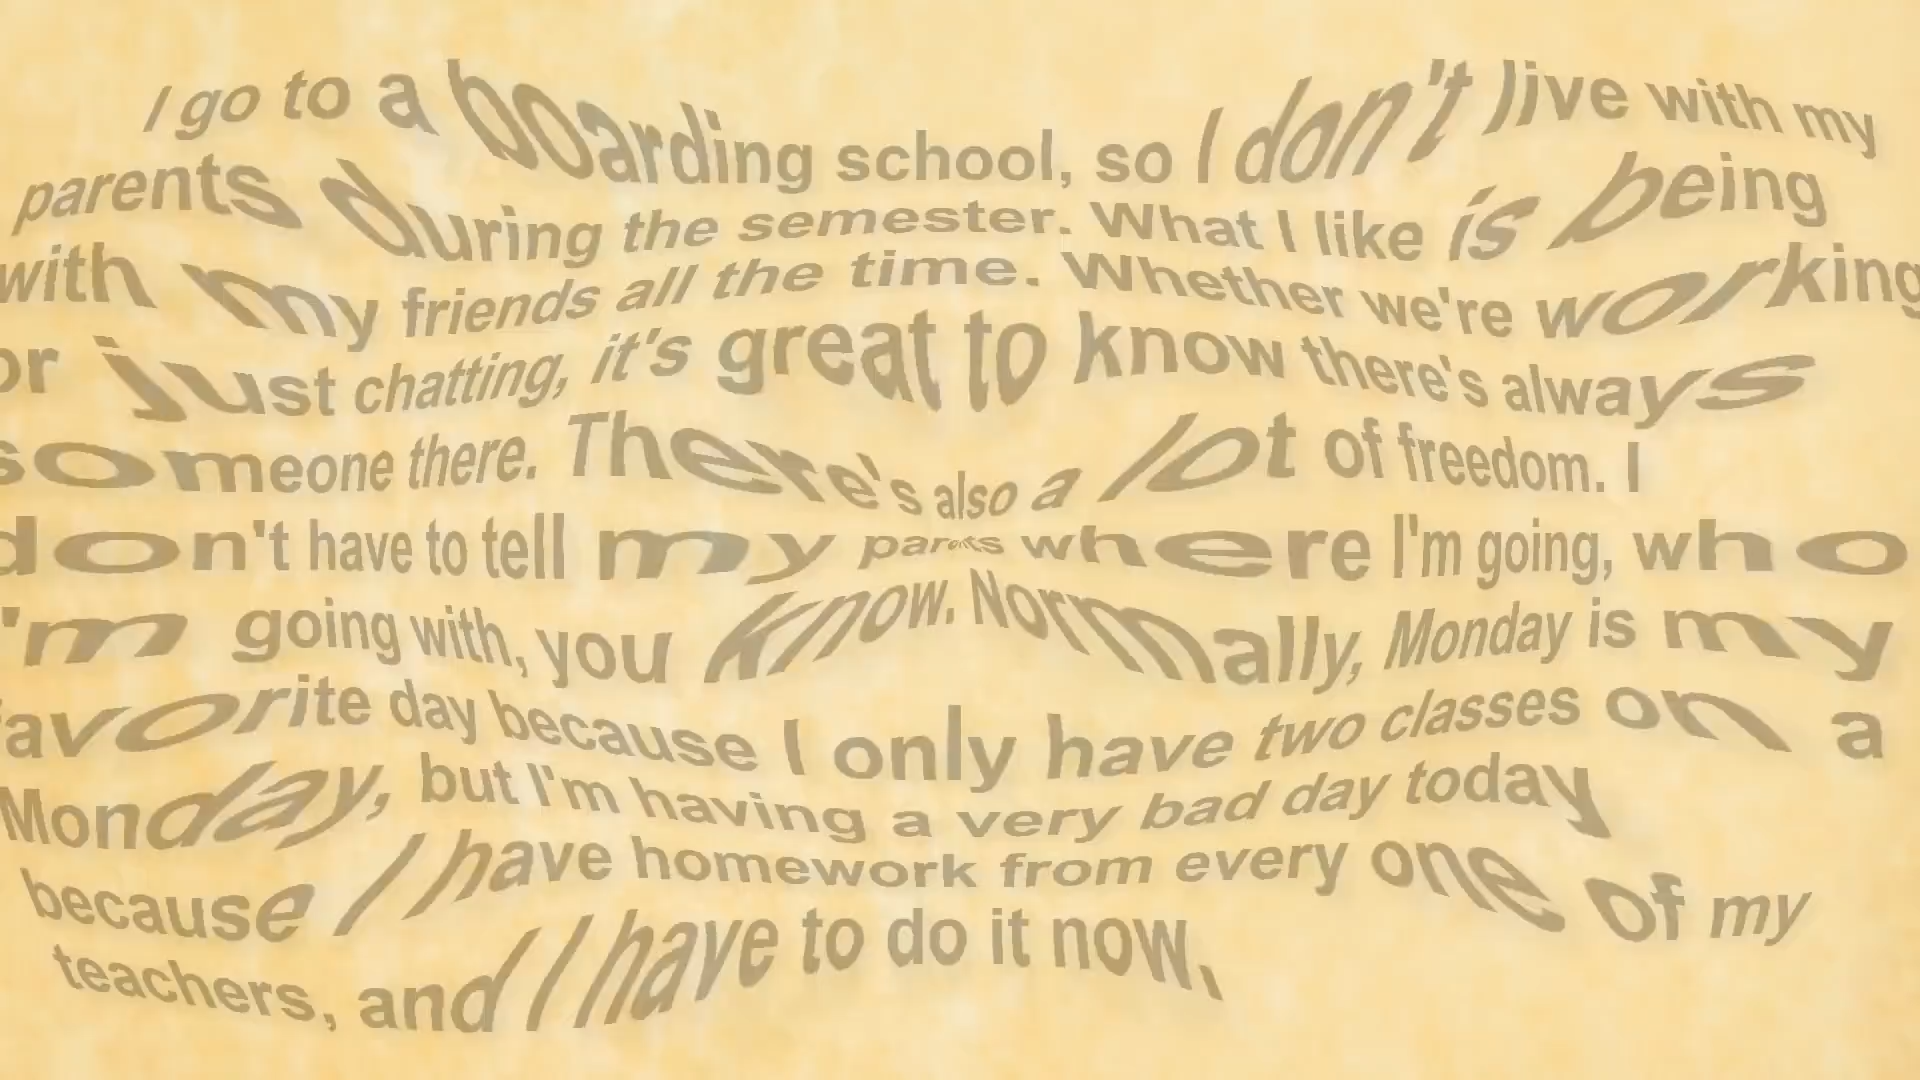 I go to a boarding school, so I don't live with my
parents during the semester. What I like is being
with my friends all the time. Whether we're working
or just chatting, it's great to know there's always
someone there. There's also a lot of freedom. I
don't have to tell my parents where I'm going, who
I'm going with, you know. Normally, Monday is my
favorite day because I only have two classes on a
Monday, but I'm having a very bad day today
because I have homework from every one of my
teachers, and I have to do it now.